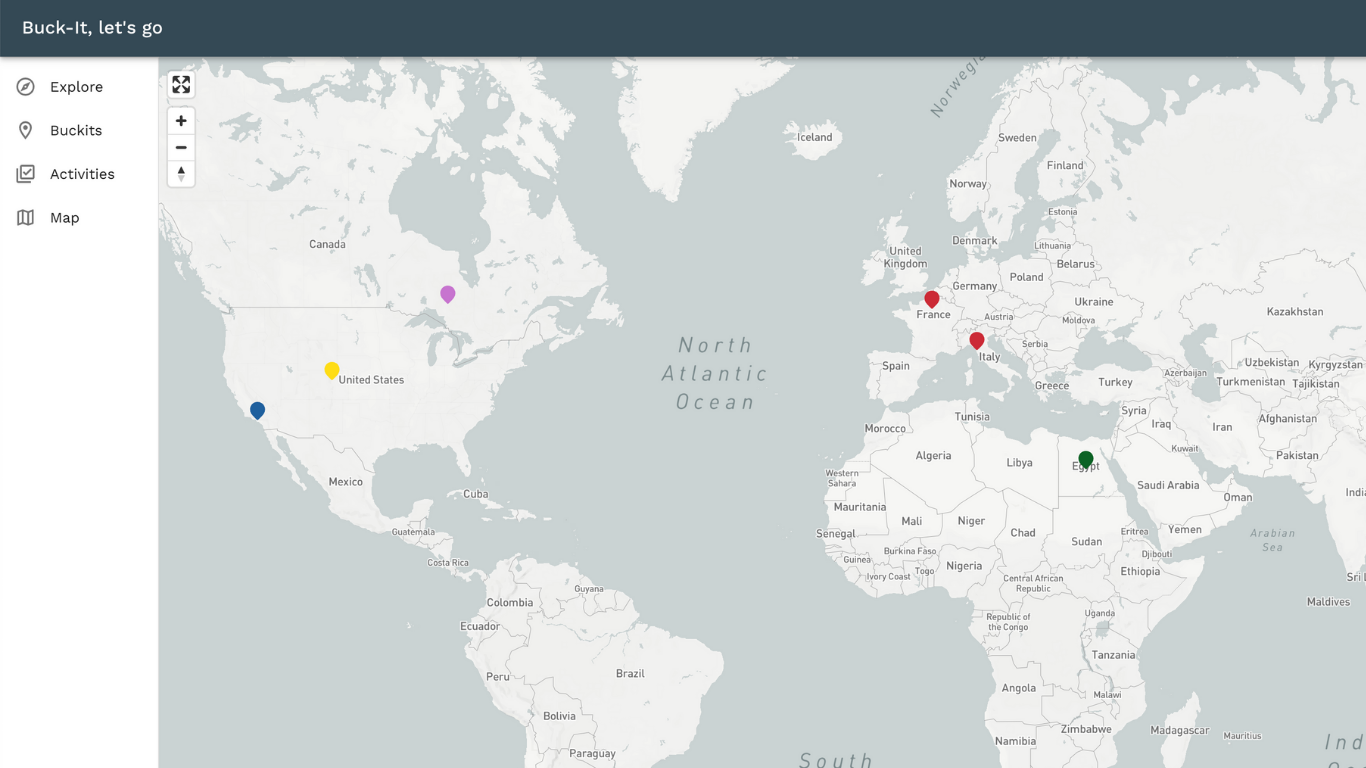 Buck-It, let's go
Explore
Buckits
Activities
Map
Iceland
Sweden
Finland
Norway
Estonia
Canada
United
Kingdom
Denmark
Lithuania
Belarus
Poland
Germany
Ukraine
Kazakhstan
France
Austria
Moldova
North
Atlantic
Ocean
Serbia
Italy
Spain
Uzbekistan
Kyrgyzstan
Azerbaijan
United States
Greece
Turkey
Turkmenistan
Tajikistan
Tunisia
Syria
Morocco
Iraq
Iran
Afghanistan
Algeria
Libya
Egypt
Kuwait
Pakistan
Mexico
Western
Sahara
Saudi Arabia
Oman
Cuba
Mauritania
Mali
Niger
Chad
Sudan
Eritrea
Yemen
Arabian
Sea
Guatemala
Senegal
Burkina Faso
Guinea
Togo
Ivory Coast
Nigeria
Djibouti
Ethiopia
Costa Rica
Central African
Republic
Guyana
Colombia
Maldives
Ecuador
Republic of
the Congo
Uganda
Tanzania
Peru
Brazil
Angola
Malawi
Bolivia
Zimbabwe
Madagascar
Mauritius
Namibia
Paraguay
South